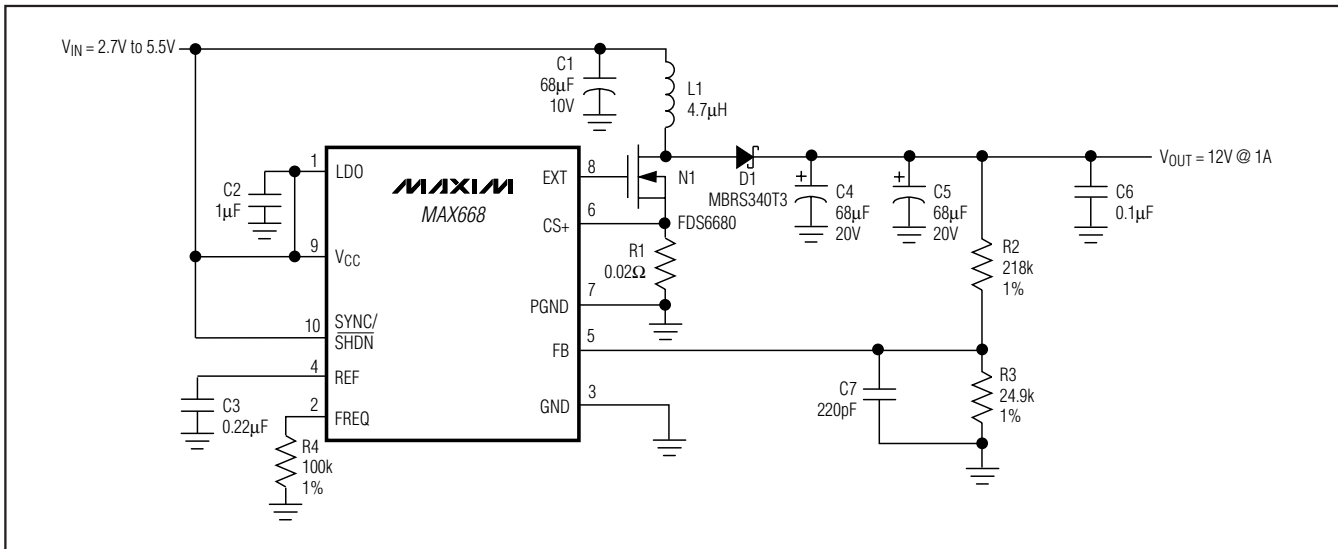 VIN = 2.7V to 5.5V
C1
68µF
10V
L1
4.7µH
1
LDO
C2
1µF
MAXIM
MAX668
EXT
8
N1
FDS6680
D1
MBRS340T3
+
C4
68µF
20V
+
C5
68µF
20V
VOUT = 12V @ 1A
C6
0.1µF
CS+
6
9
VCC
R1
0.02Ω
R2
218k
1%
PGND
7
10
SYNC/
SHDN
FB
5
4
REF
C3
0.22µF
2
FREQ
GND
3
C7
220pF
R3
24.9k
1%
R4
100k
1%